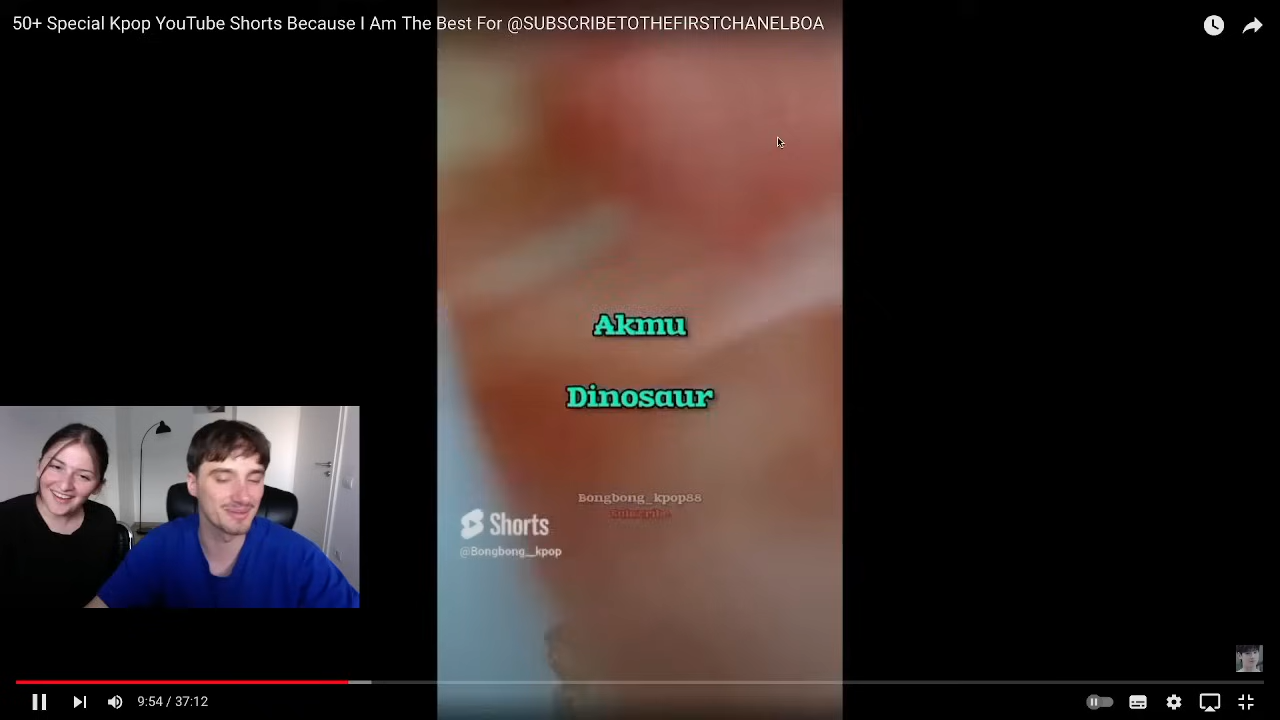 50+ Special Kpop YouTube Shorts Because I Am The Best For @SUBSCRIBETOTHEFIRSTCHANELBOA
Akmu
Dinosaur
Bongbong_kpop88
Subscribe
Shorts
@Bongbong__kpop
9:54 / 37:12